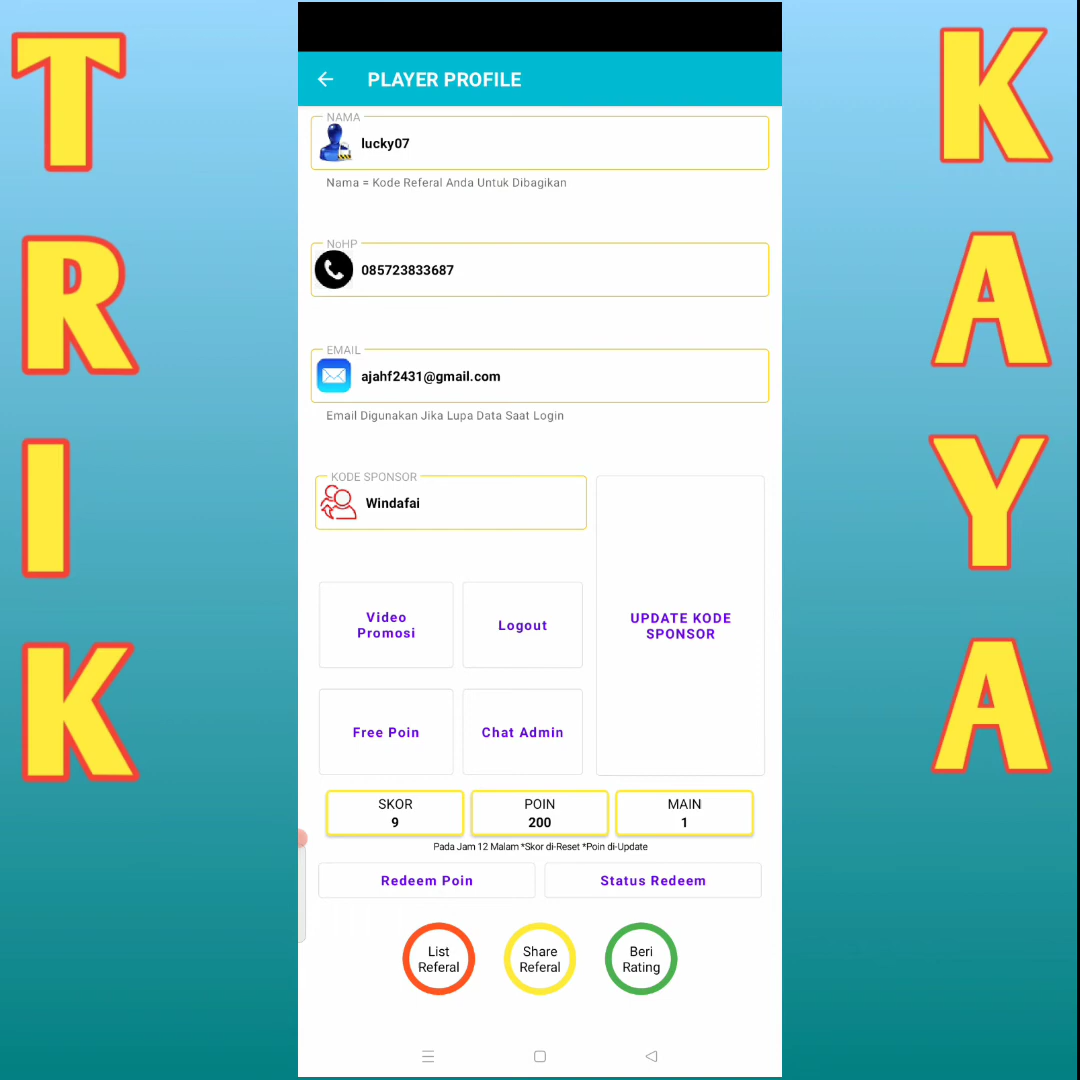 TRIK
KAYA
PLAYER PROFILE
NAMA
lucky07
Nama = Kode Referal Anda Untuk Dibagikan
NoHP
085723833687
EMAIL
ajahf2431@gmail.com
Email Digunakan Jika Lupa Data Saat Login
KODE SPONSOR
Windafai
Video
Promosi
Logout
UPDATE KODE
SPONSOR
Free Poin
Chat Admin
SKOR
9
POIN
200
MAIN
1
Pada Jam 12 Malam *Skor di-Reset *Poin di-Update
Redeem Poin
Status Redeem
List
Referal
Share
Referal
Beri
Rating